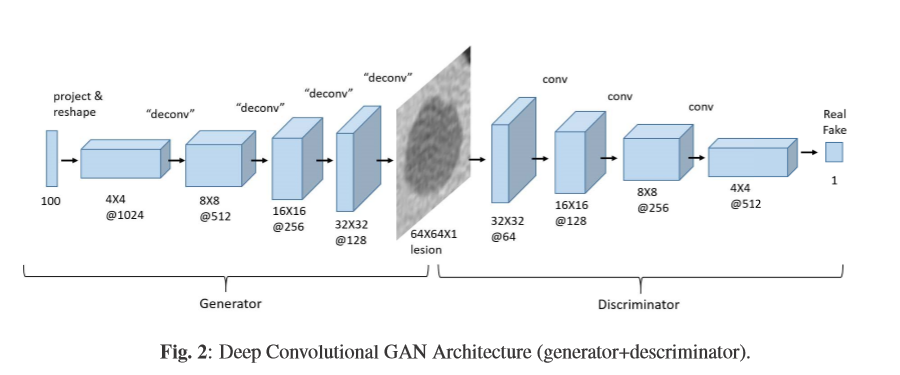 project &
reshape
"deconv"
"deconv"
"deconv"
"deconv"
conv
conv
conv
Real
Fake
100
4X4
@1024
8X8
@512
16X16
@256
32X32
@128
64X64X1
lesion
32X32
@64
16X16
@128
8X8
@256
4X4
@512
1
Generator
Discriminator
Fig. 2: Deep Convolutional GAN Architecture (generator+descriminator).